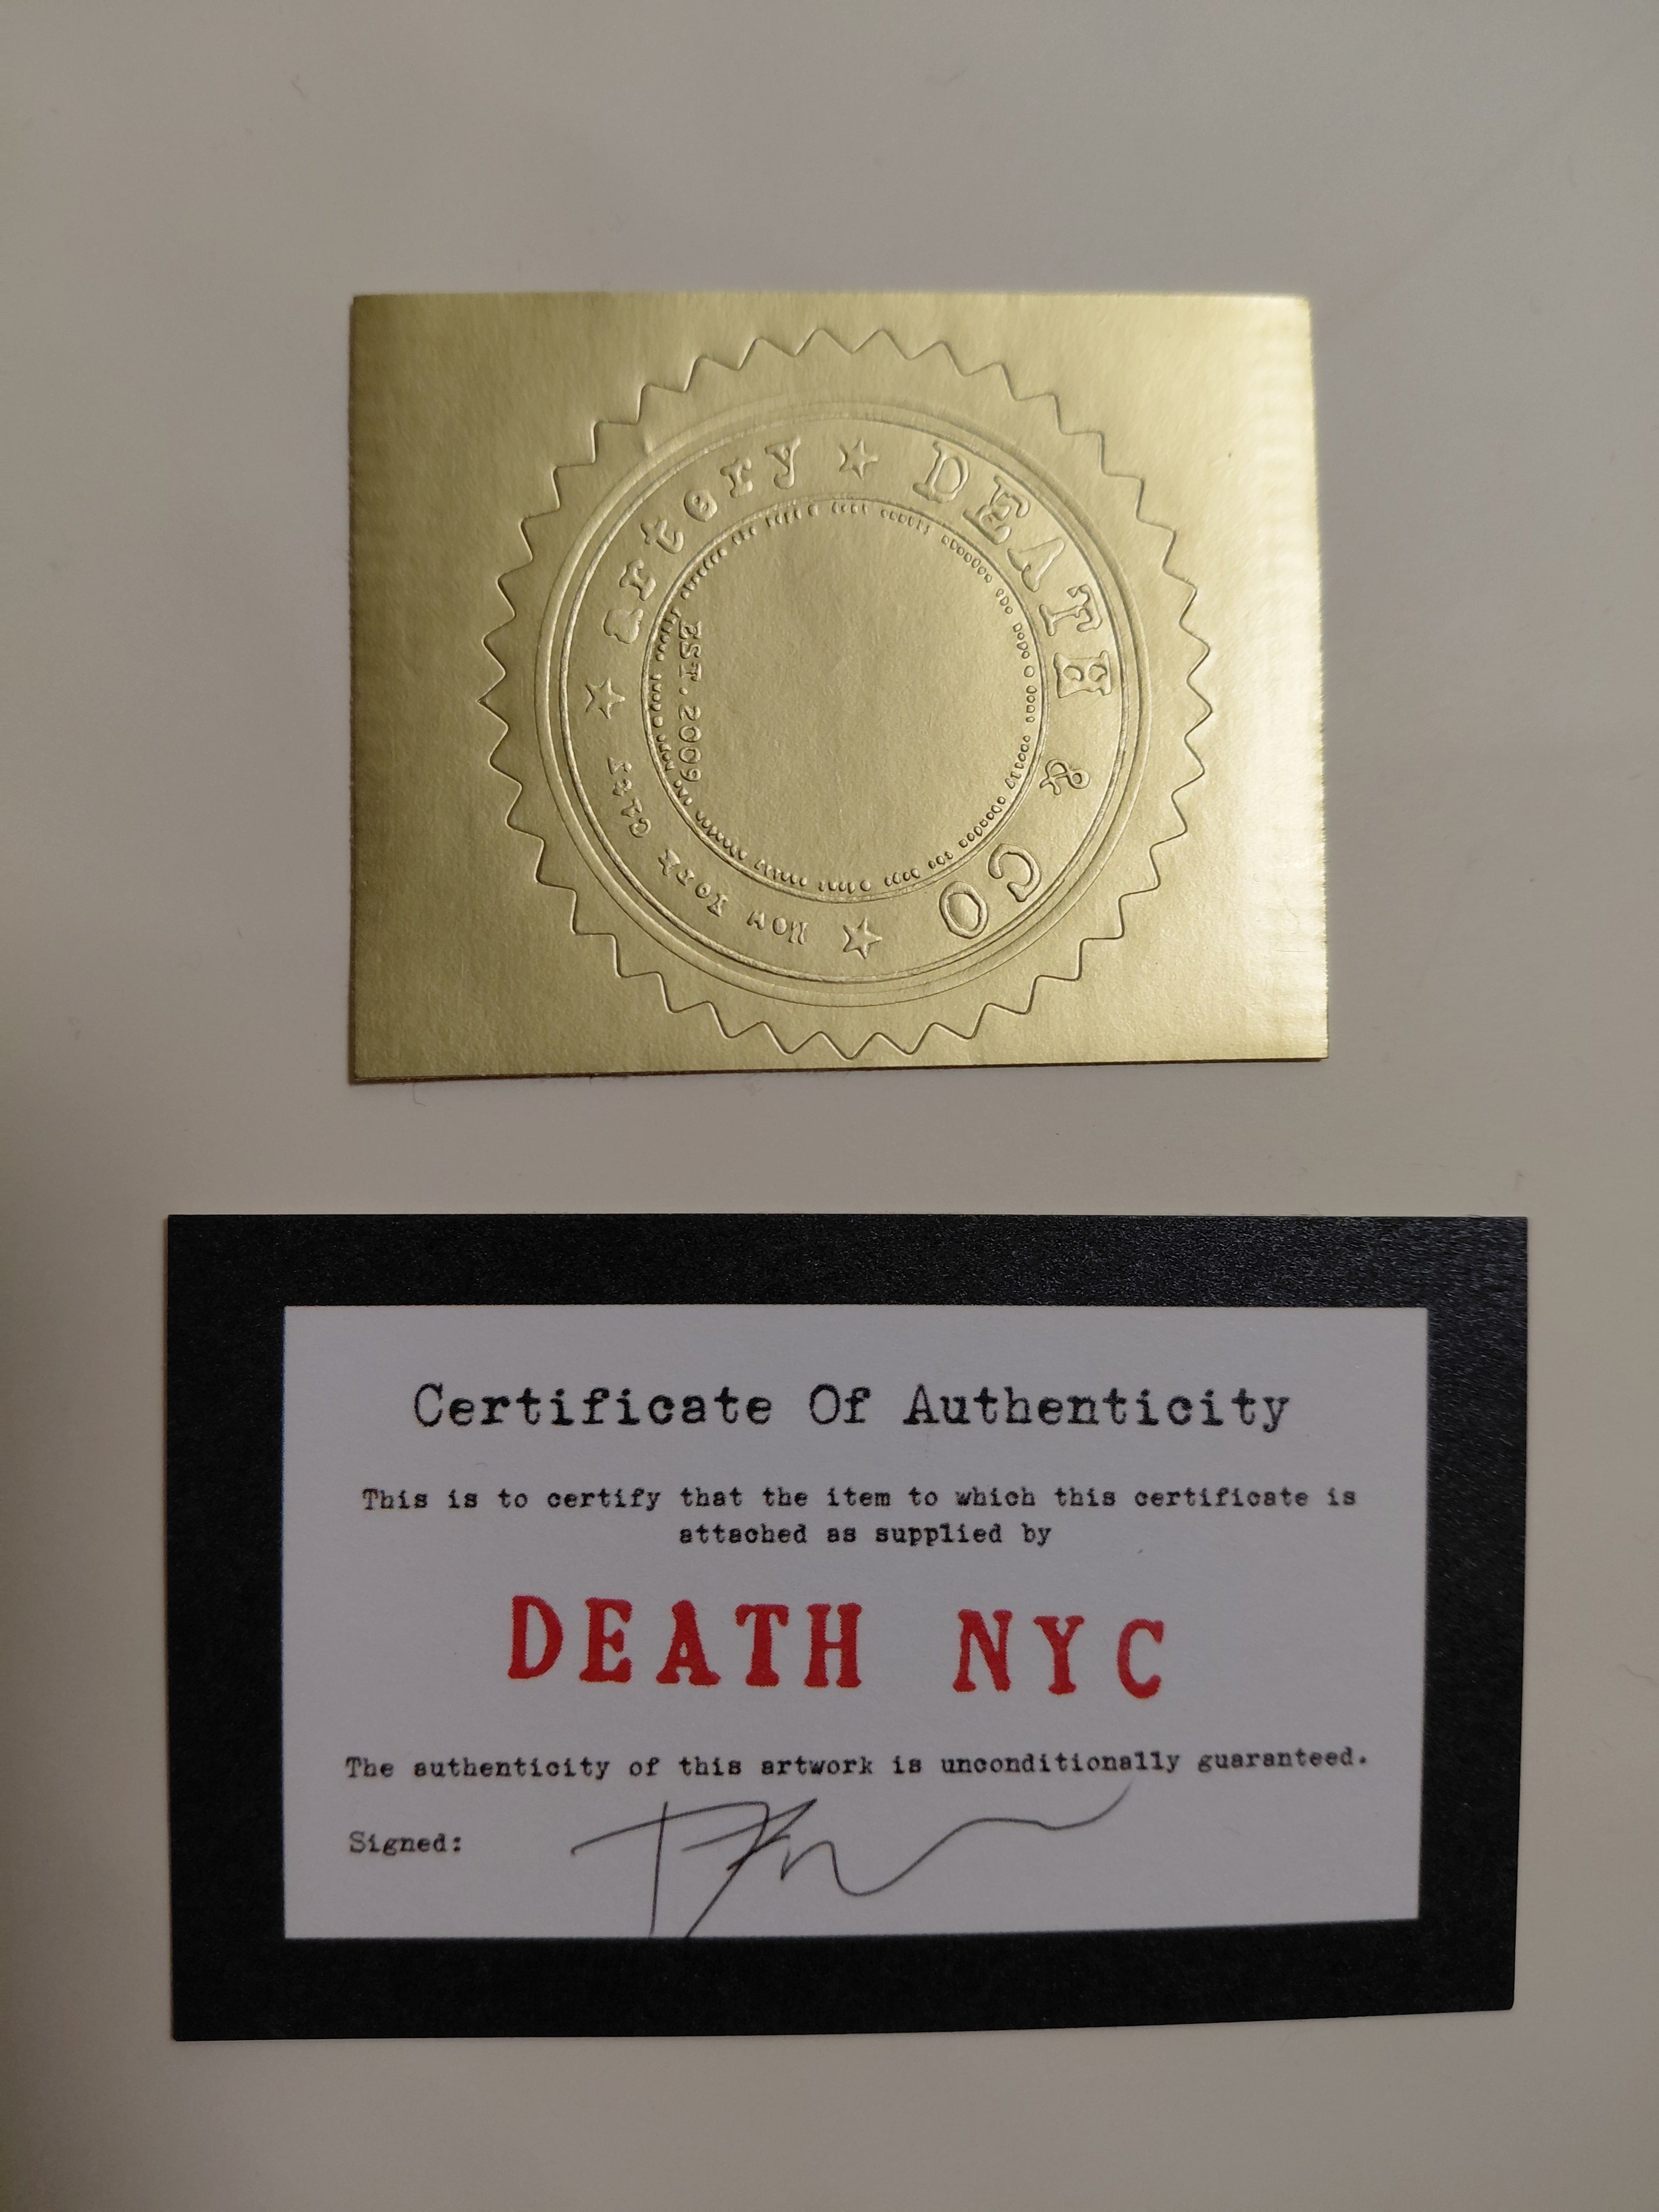 DEATH & CO
artery
New York City
EST. 2009
Certificate Of Authenticity
This is to certify that the item to which this certificate is
attached as supplied by
DEATH NYC
The authenticity of this artwork is unconditionally guaranteed.
Signed: